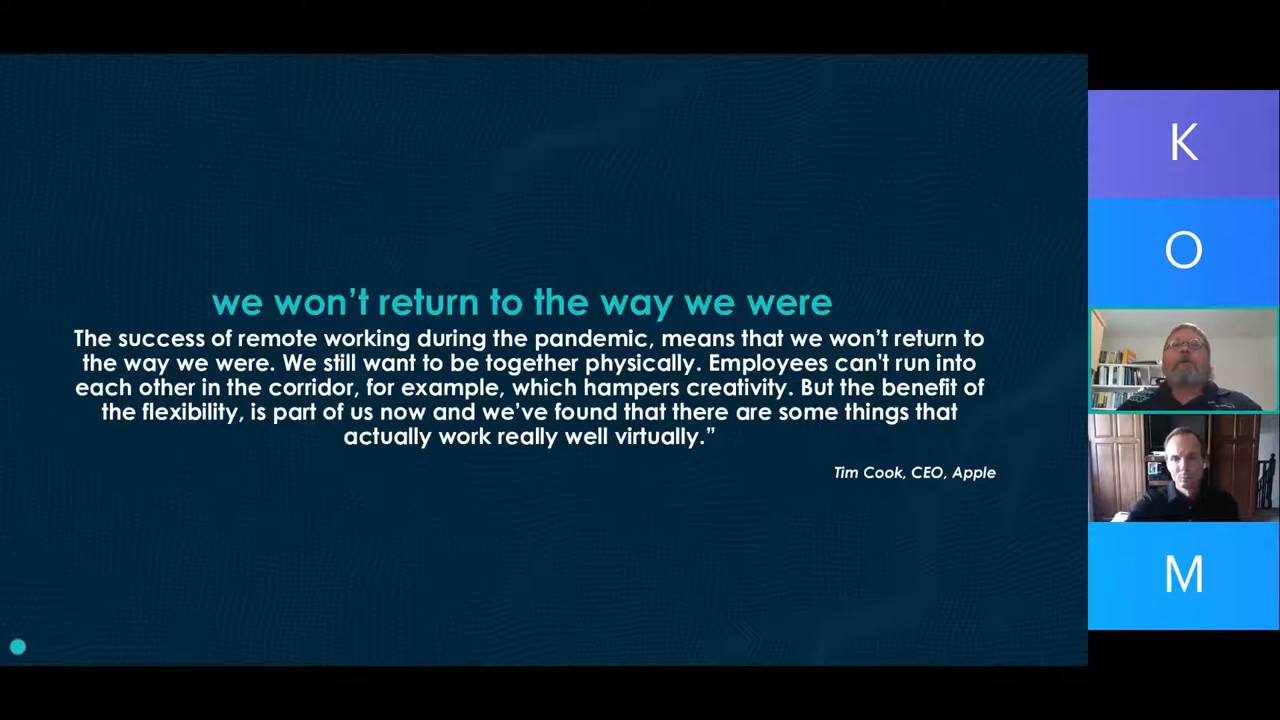 we won’t return to the way we were
The success of remote working during the pandemic, means that we won’t return to
the way we were. We still want to be together physically. Employees can't run into
each other in the corridor, for example, which hampers creativity. But the benefit of
the flexibility, is part of us now and we’ve found that there are some things that
actually work really well virtually.”
Tim Cook, CEO, Apple
K
O
M